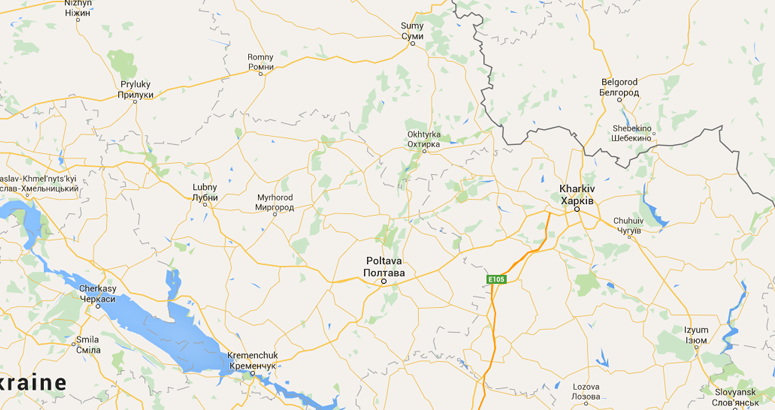 Nizhyn
Ніжин
Sumy
Суми
Romny
Ромни
Pryluky
Прилуки
Belgorod
Белгород
Shebekino
Шебекино
Okhtyrka
Охтирка
aslav-Khmel'nyts'kyi
слав-Хмельницький
Lubny
Лубни
Myrhorod
Миргород
Kharkiv
Харків
Chuhuiv
Чугуїв
Poltava
Полтава
E105
Cherkasy
Черкаси
Smila
Сміла
Izyum
Ізюм
Kremenchuk
Кременчук
kraine
Lozova
Лозова
Slovyansk
Слов'янськ